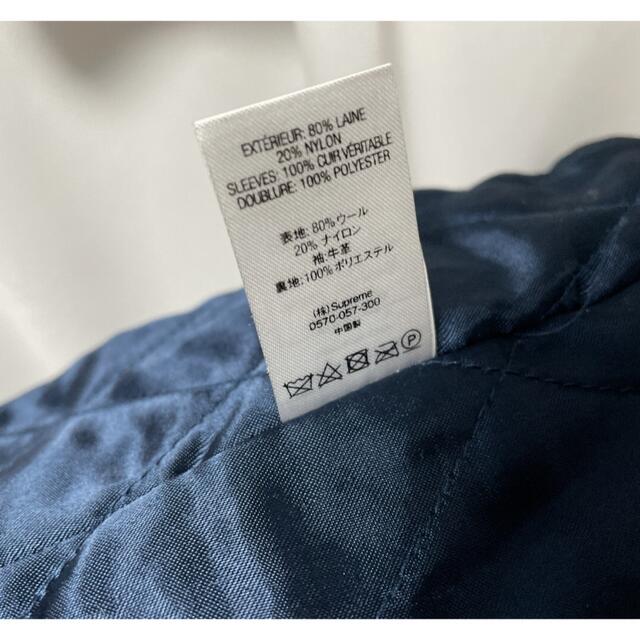 EXTÉRIEUR: 80% LAINE
20% NYLON
SLEEVES: 100% CUIR VÉRITABLE
DOUBLURE: 100% POLYESTER
表地: 80%ウール
20% ナイロン
袖: 牛革
裏地: 100% ポリエステル
(株) Supreme
D570-057-300
中国製